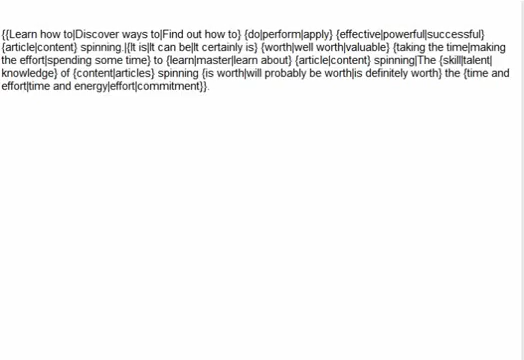 {{Learn how to|Discover ways to|Find out how to} {do|perform|apply} {effective|powerful|successful}
{article|content} spinning.|{It is|It can be|It certainly is} {worth|well worth|valuable} {taking the time|making
the effort|spending some time} to {learn|master|learn about} {article|content} spinning|The {skill|talent|
knowledge} of {content|articles} spinning {is worth|will probably be worth|is definitely worth} the {time and
effort|time and energy|effort|commitment}}.